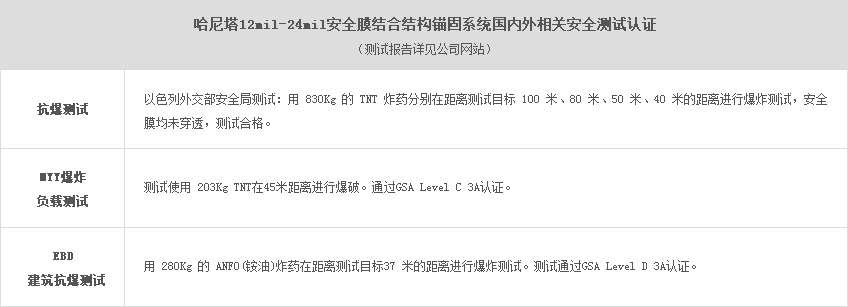 哈尼塔12mil-24mil安全膜结合结构锚固系统国内外相关安全测试认证
（测试报告详见公司网站）
抗爆测试
以色列外交部安全局测试：用 830Kg 的 TNT 炸药分别在距离测试目标 100 米、80 米、50 米、40 米的距离进行爆炸测试，安全
膜均未穿透，测试合格。
MYY爆炸
负载测试
测试使用 203Kg TNT在45米距离进行爆破。通过GSA Level C 3A认证。
EBD
建筑抗爆测试
用 280Kg 的 ANFO(铵油)炸药在距离测试目标37 米的距离进行爆炸测试。测试通过GSA Level D 3A认证。